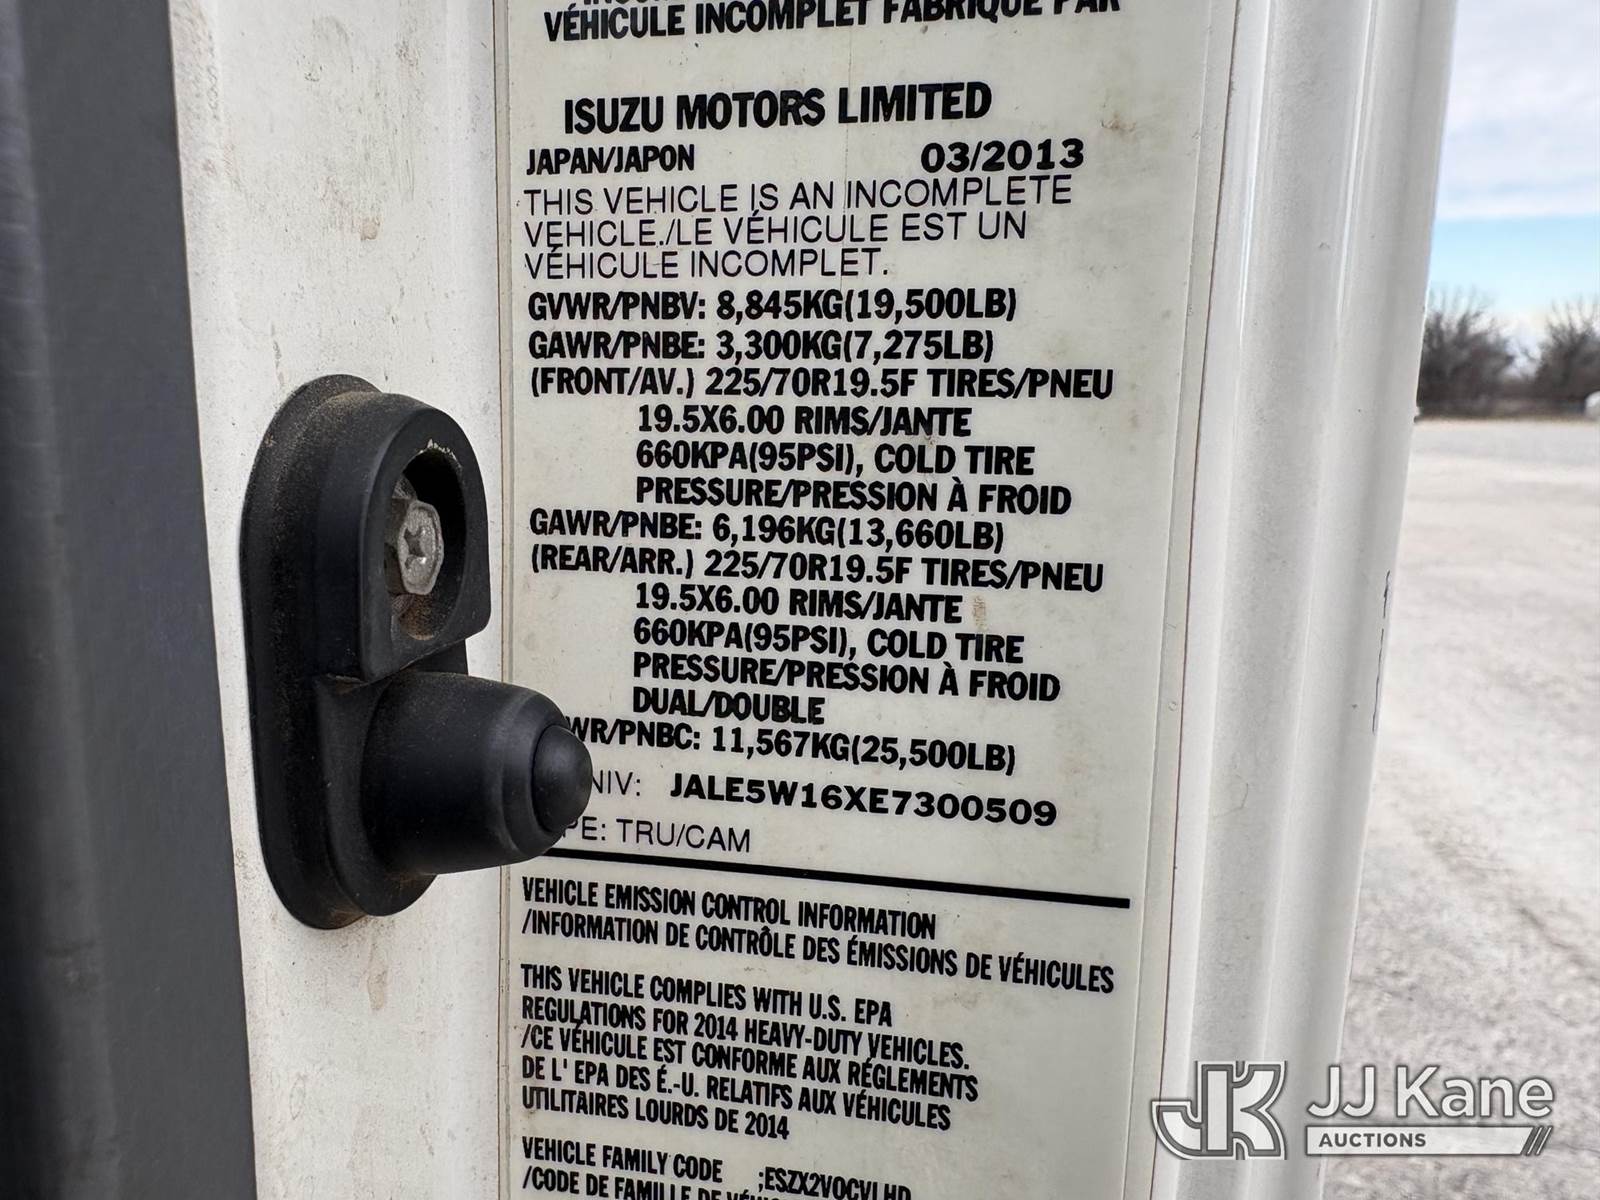 VÉHICULE INCOMPLET FABRIQUÉ PAR
ISUZU MOTORS LIMITED
JAPAN/JAPON 03/2013
THIS VEHICLE IS AN INCOMPLETE
VEHICLE./LE VÉHICULE EST UN
VÉHICULE INCOMPLET.
GVWR/PNBV: 8,845KG(19,500LB)
GAWR/PNBE: 3,300KG(7,275LB)
(FRONT/AV.) 225/70R19.5F TIRES/PNEU
19.5X6.00 RIMS/JANTE
660KPA(95PSI), COLD TIRE
PRESSURE/PRESSION À FROID
GAWR/PNBE: 6,196KG(13,660LB)
(REAR/ARR.) 225/70R19.5F TIRES/PNEU
19.5X6.00 RIMS/JANTE
660KPA(95PSI), COLD TIRE
PRESSURE/PRESSION À FROID
DUAL/DOUBLE
WR/PNBC: 11,567KG(25,500LB)
NIV: JALE5W16XE7300509
PE: TRU/CAM
VEHICLE EMISSION CONTROL INFORMATION
/INFORMATION DE CONTRÔLE DES ÉMISSIONS DE VÉHICULES
THIS VEHICLE COMPLIES WITH U.S. EPA
REGULATIONS FOR 2014 HEAVY-DUTY VEHICLES.
/CE VÉHICULE EST CONFORME AUX RÉGLEMENTS
DE L' EPA DES É.-U. RELATIFS AUX VÉHICULES
UTILITAIRES LOURDS DE 2014
VEHICLE FAMILY CODE ;ESZX2VOCVLHD
/CODE DE FAMILLE DE
JK JJ Kane
AUCTIONS